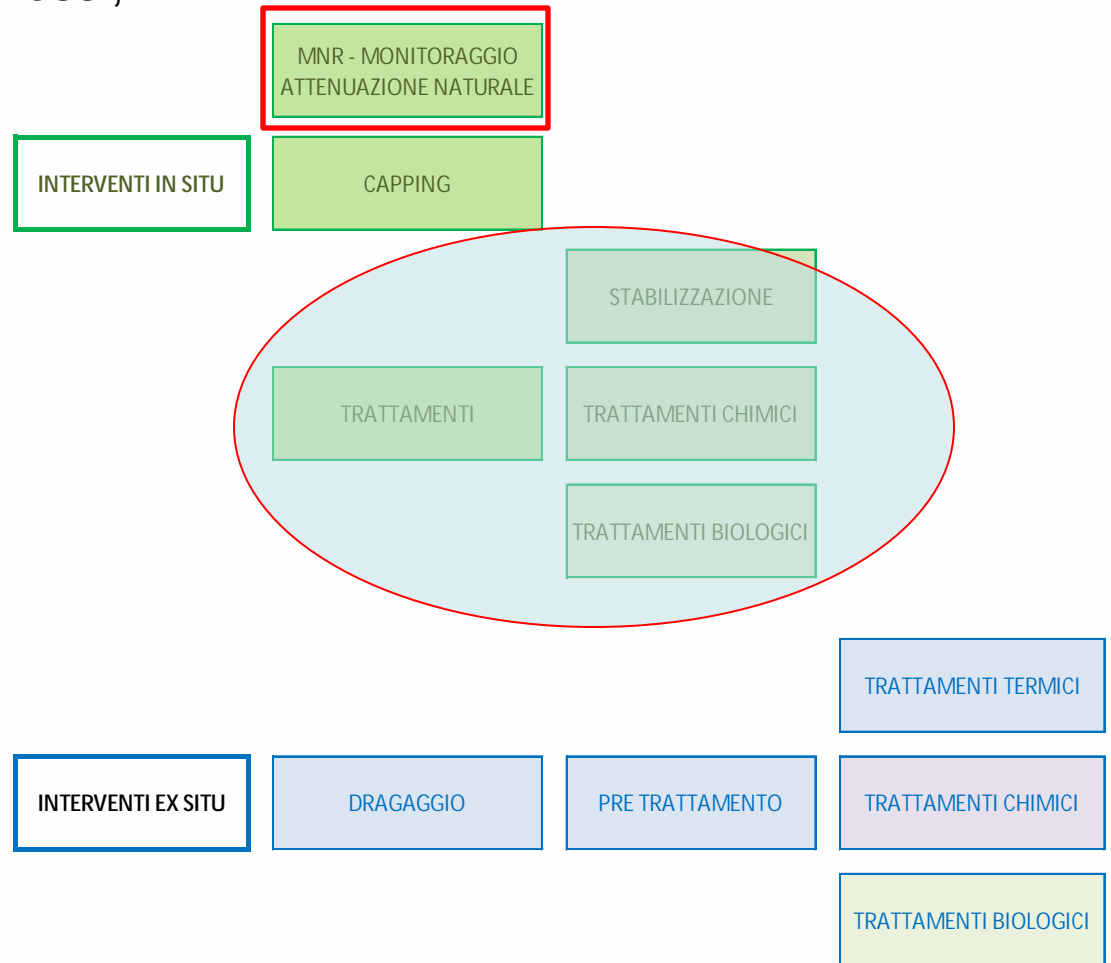 MNR - MONITORAGGIO
ATTENUAZIONE NATURALE
INTERVENTI IN SITU
CAPPING
STABILIZZAZIONE
TRATTAMENTI
TRATTAMENTI CHIMICI
TRATTAMENTI BIOLOGICI
TRATTAMENTI TERMICI
INTERVENTI EX SITU
DRAGAGGIO
PRE TRATTAMENTO
TRATTAMENTI CHIMICI
TRATTAMENTI BIOLOGICI